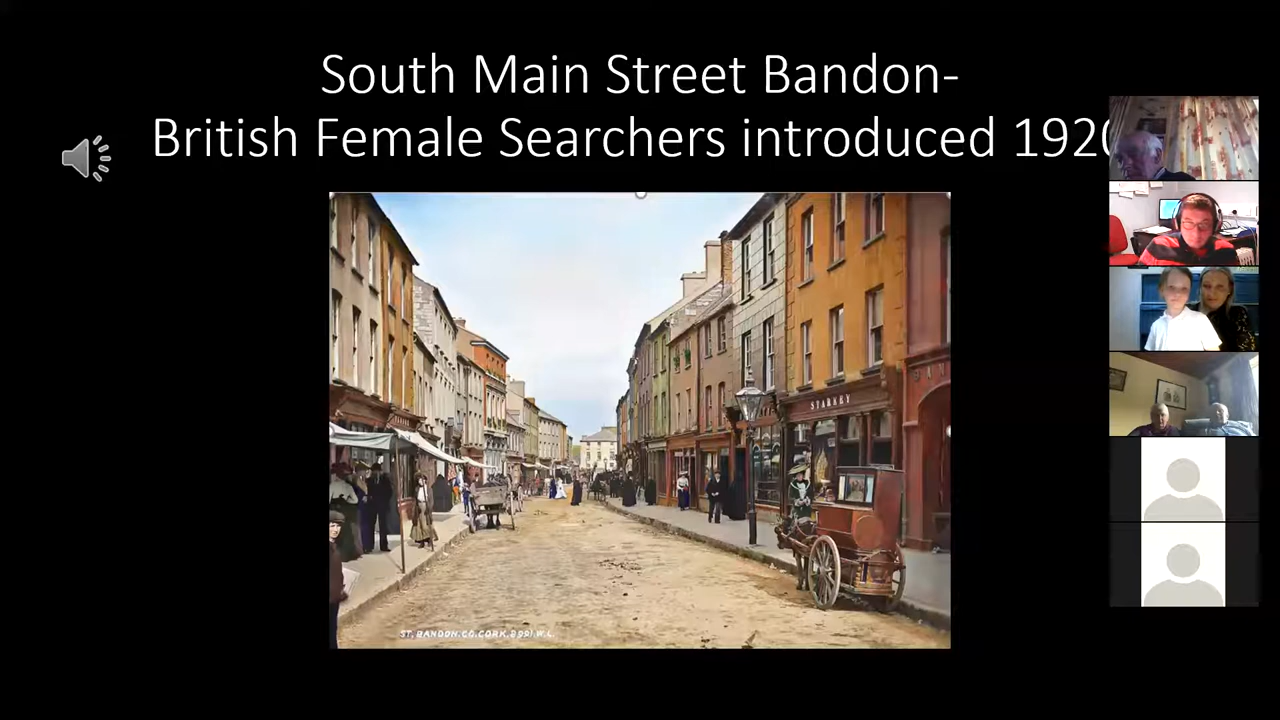 South Main Street Bandon-
British Female Searchers introduced 192
STARKEY
ST, BANDON. CO. CORK.